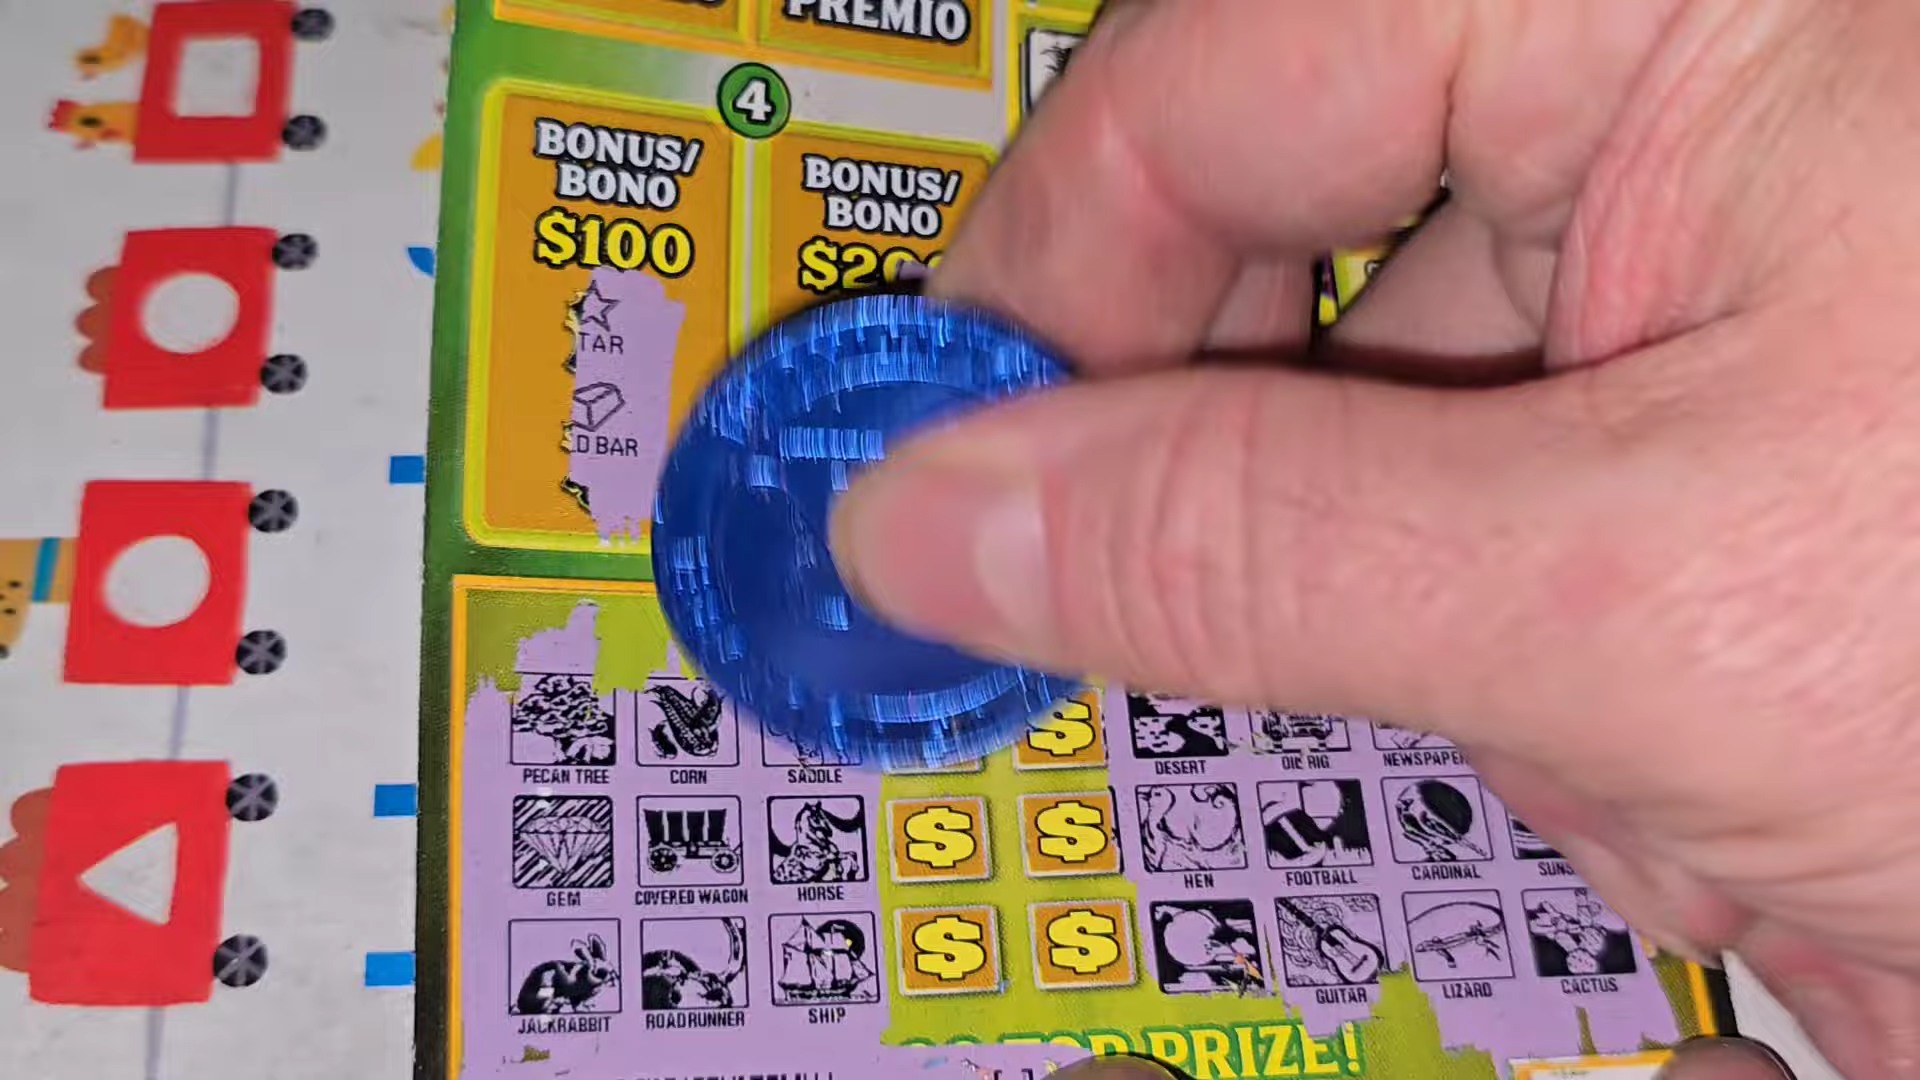 PREMIO
4
BONUS/
BONO
$100
BONUS/
BONO
TAR
D BAR
PECAN TREE
CORN
SADDLE
DESERT
OIL RIG
NEWSPAPER
GEM
COVERED WAGON
HORSE
$
$
HEN
FOOTBALL
CARDINAL
JACKRABBIT
ROADRUNNER
SHIP
$
$
GUITAR
LIZARD
CACTUS
PRIZE!